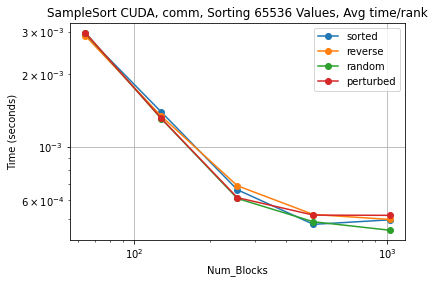 SampleSort CUDA, comm, Sorting 65536 Values, Avg time/rank
3 × 10⁻³
2 × 10⁻³
10⁻³
6 × 10⁻⁴
Time (seconds)
sorted
reverse
random
perturbed
10²
10³
Num_Blocks